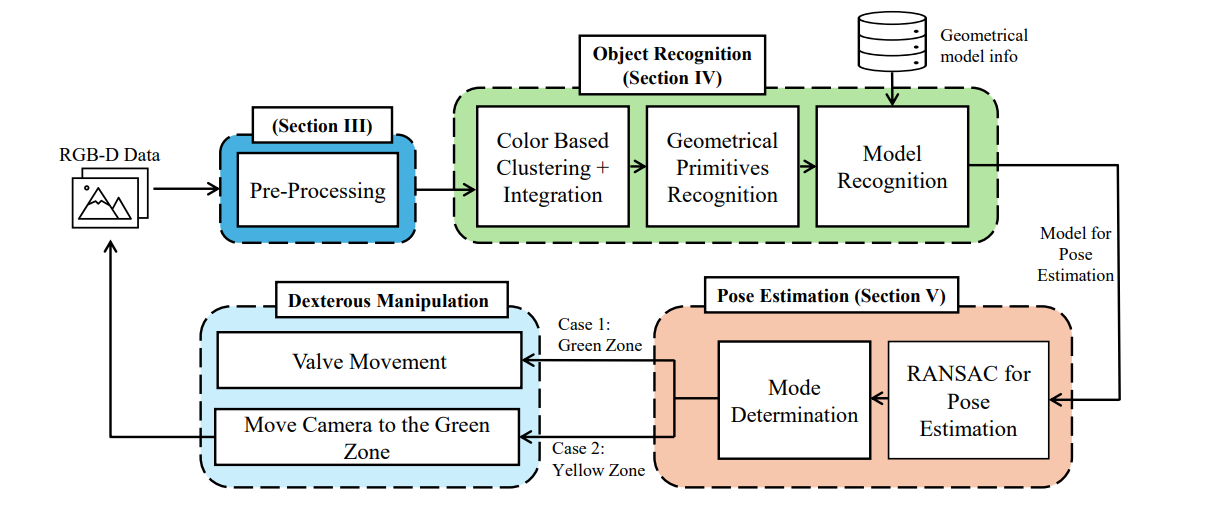 RGB-D Data
(Section III)
Pre-Processing
Object Recognition
(Section IV)
Color Based
Clustering +
Integration
Geometrical
Primitives
Recognition
Model
Recognition
Geometrical
model info
Model for
Pose
Estimation
Pose Estimation (Section V)
RANSAC for
Pose
Estimation
Mode
Determination
Case 1:
Green Zone
Case 2:
Yellow Zone
Dexterous Manipulation
Valve Movement
Move Camera to the Green
Zone